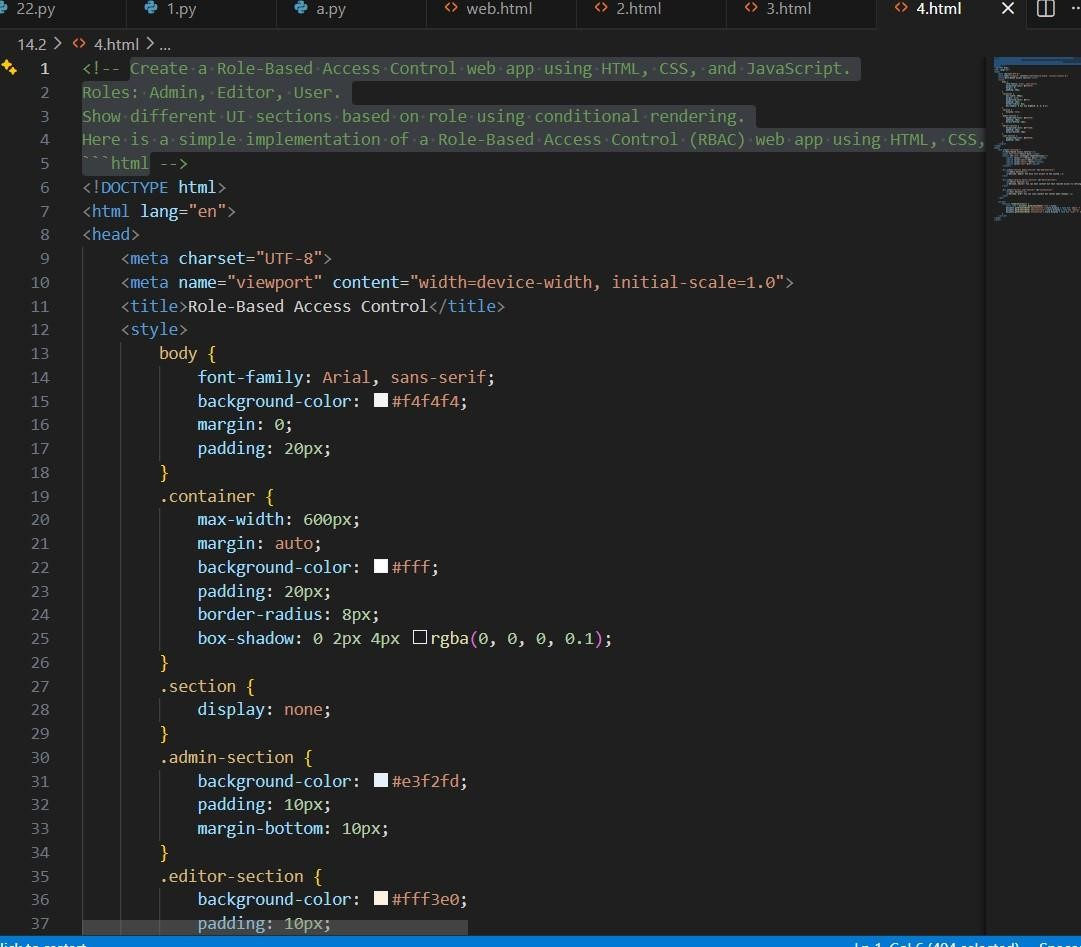 22.py
1.py
a.py
web.html
2.html
3.html
4.html
14.2 > 4.html > ...
1 <!-- Create a Role-Based Access Control web app using HTML, CSS, and JavaScript.
2 Roles: Admin, Editor, User.
3 Show different UI sections based on role using conditional rendering.
4 Here is a simple implementation of a Role-Based Access Control (RBAC) web app using HTML, CSS,
5 ```html -->
6 <!DOCTYPE html>
7 <html lang="en">
8 <head>
9 <meta charset="UTF-8">
10 <meta name="viewport" content="width=device-width, initial-scale=1.0">
11 <title>Role-Based Access Control</title>
12 <style>
13 body {
14 font-family: Arial, sans-serif;
15 background-color: #f4f4f4;
16 margin: 0;
17 padding: 20px;
18 }
19 .container {
20 max-width: 600px;
21 margin: auto;
22 background-color: #fff;
23 padding: 20px;
24 border-radius: 8px;
25 box-shadow: 0 2px 4px rgba(0, 0, 0, 0.1);
26 }
27 .section {
28 display: none;
29 }
30 .admin-section {
31 background-color: #e3f2fd;
32 padding: 10px;
33 margin-bottom: 10px;
34 }
35 .editor-section {
36 background-color: #fff3e0;
37 padding: 10px;